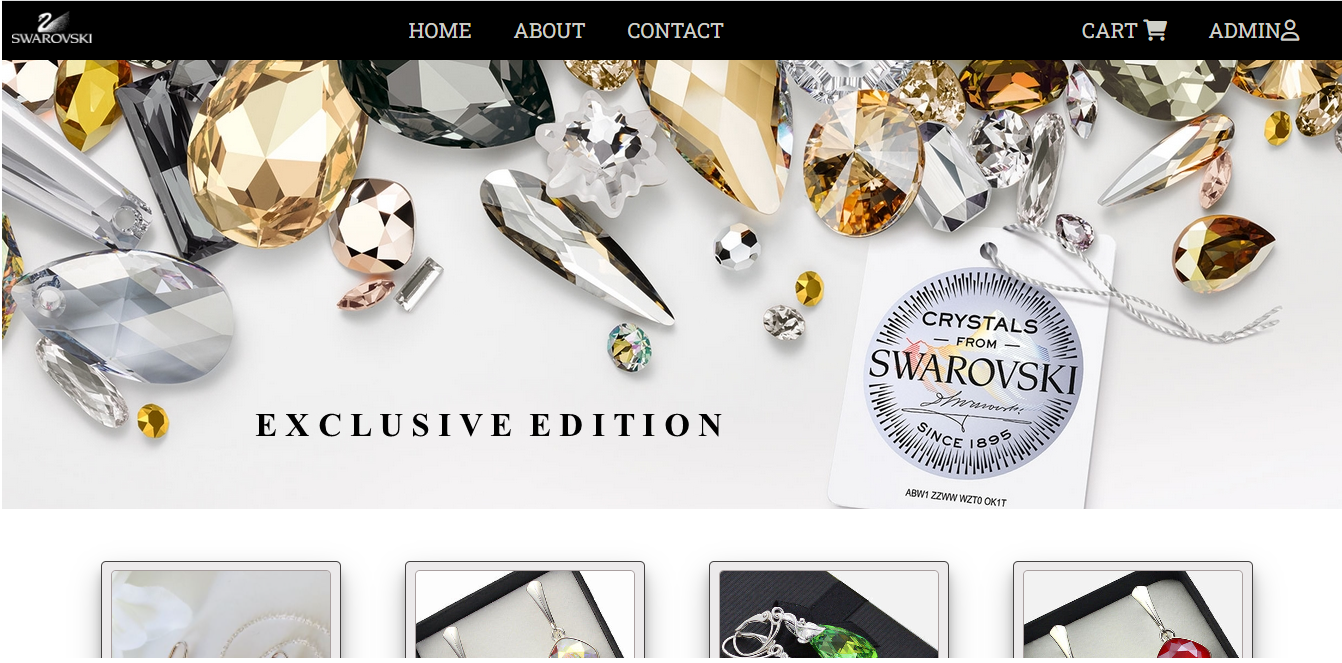 SWAROVSKI
HOME ABOUT CONTACT CART ADMIN
CRYSTALS
— FROM —
SWAROVSKI
SINCE 1895
EXCLUSIVE EDITION
ABW1 ZZWW WZT0 OK1T